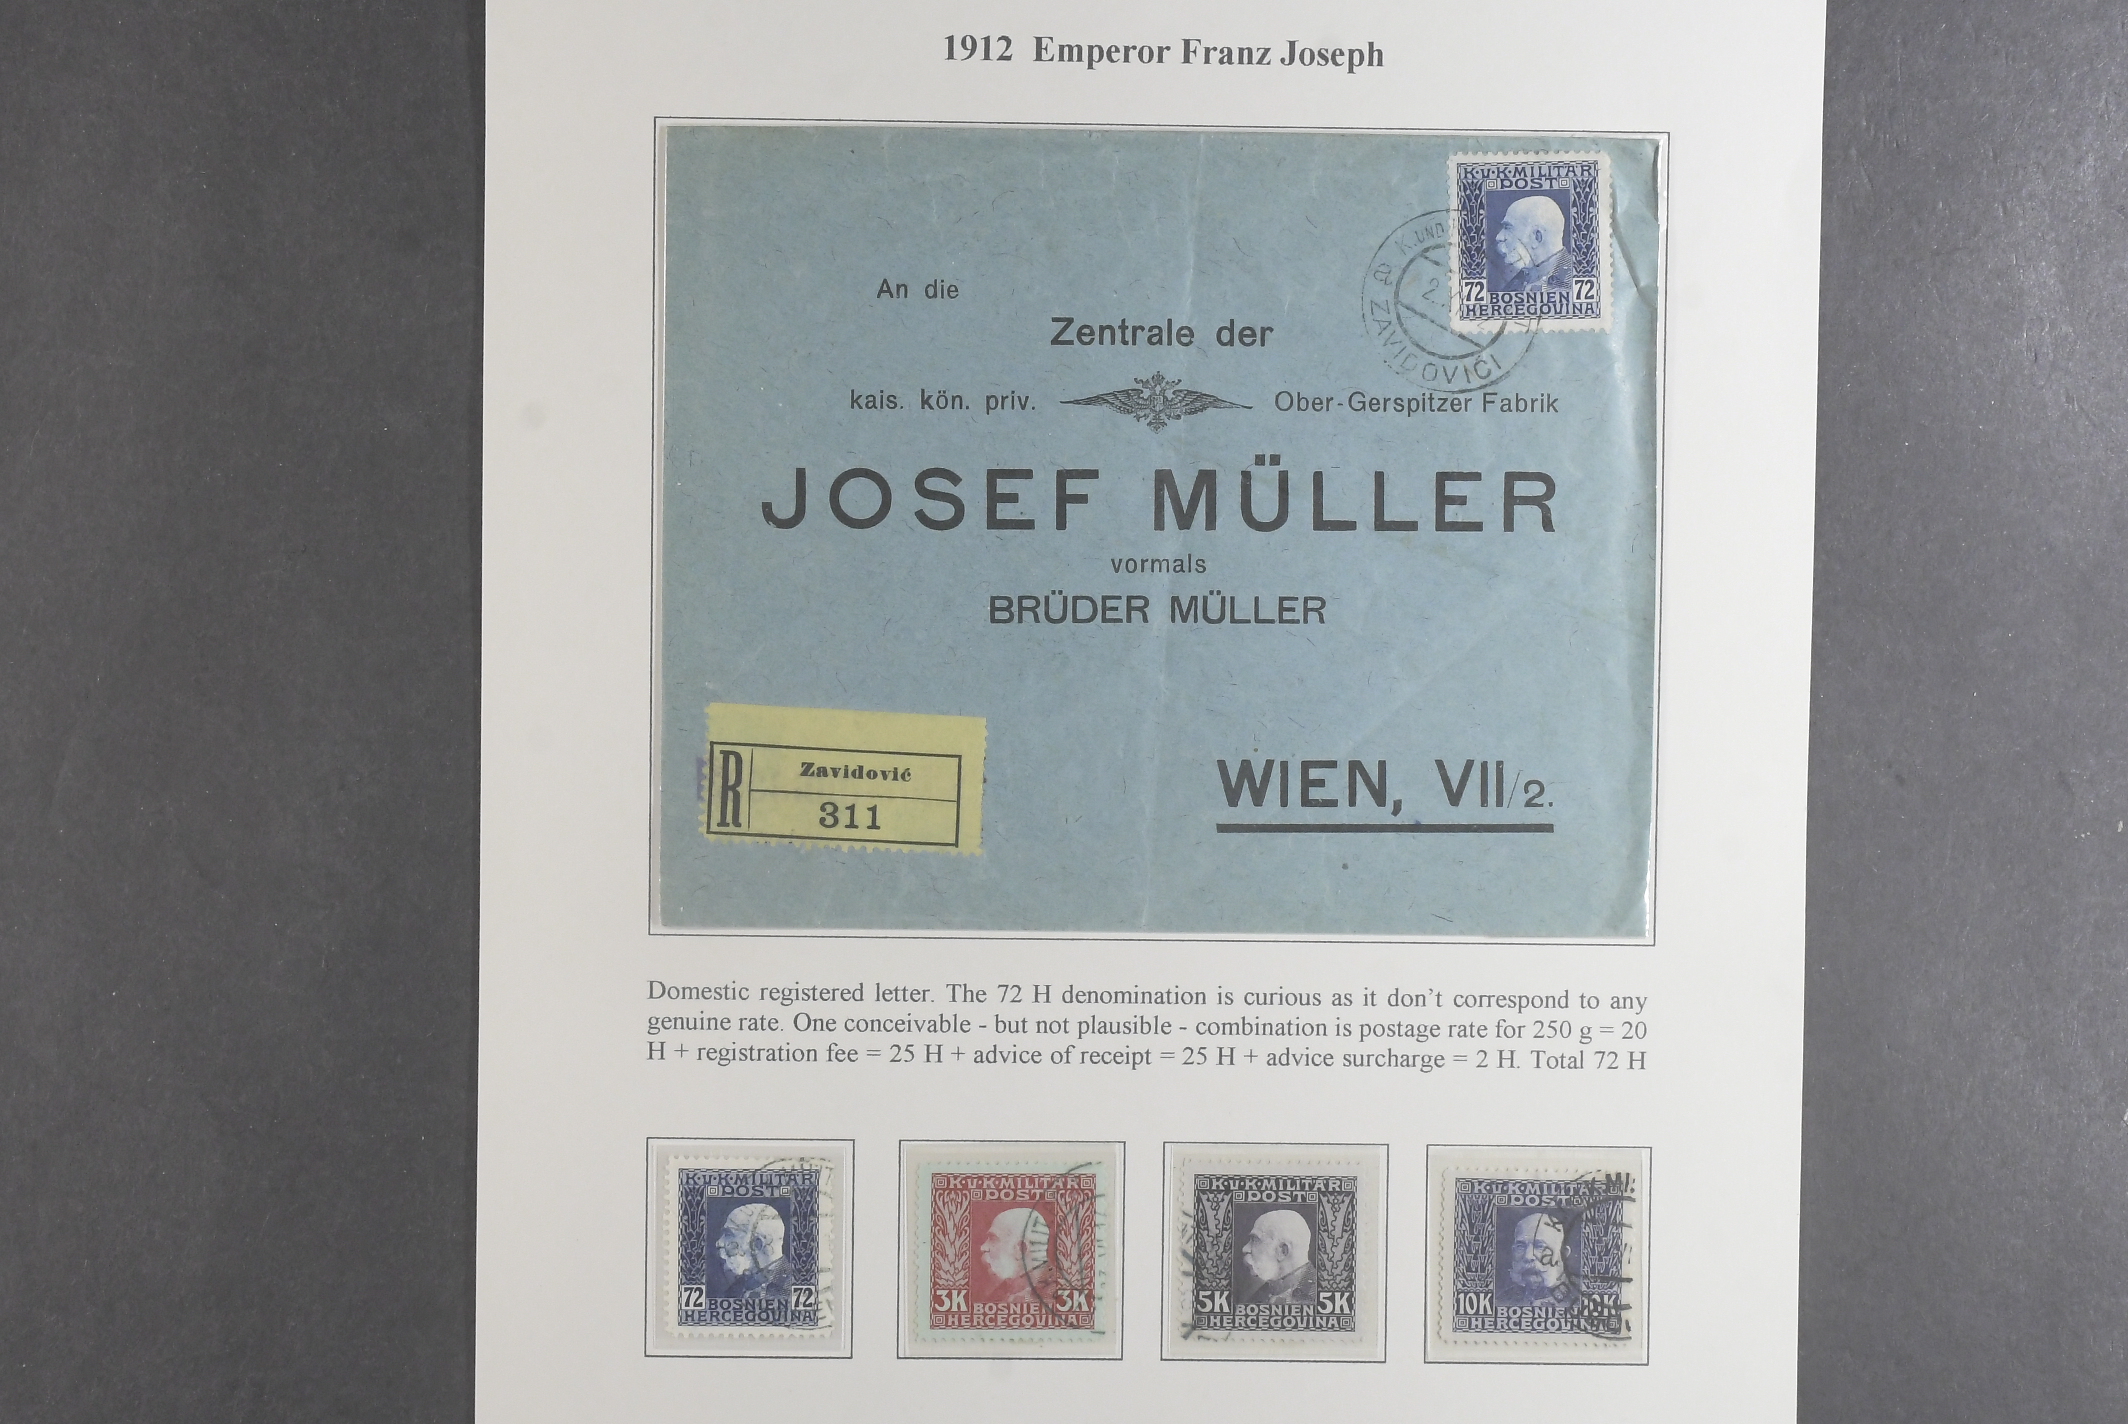 1912 Emperor Franz Joseph
K.u.K.MILITÄR
POST
72 BOSNIEN 72
HERCEGOVINA
K.UND
a ZAVIDOVIČI
An die
Zentrale der
kais. kön. priv. Ober-Gerspitzer Fabrik
JOSEF MÜLLER
vormals
BRÜDER MÜLLER
R Zavidović
311
WIEN, VII/2.
Domestic registered letter. The 72 H denomination is curious as it don't correspond to any
genuine rate. One conceivable - but not plausible - combination is postage rate for 250 g = 20
H + registration fee = 25 H + advice of receipt = 25 H + advice surcharge = 2 H. Total 72 H
K.u.K.MILITÄR
POST
72 BOSNIEN 72
HERCEGOVINA
K.u.K.MILITÄR
POST
3K BOSNIEN 3K
HERCEGOVINA
K.u.K.MILITÄR
POST
5K BOSNIEN 5K
HERCEGOVINA
K.u.K.MILITÄR
POST
10K BOSNIEN 10K
HERCEGOVINA